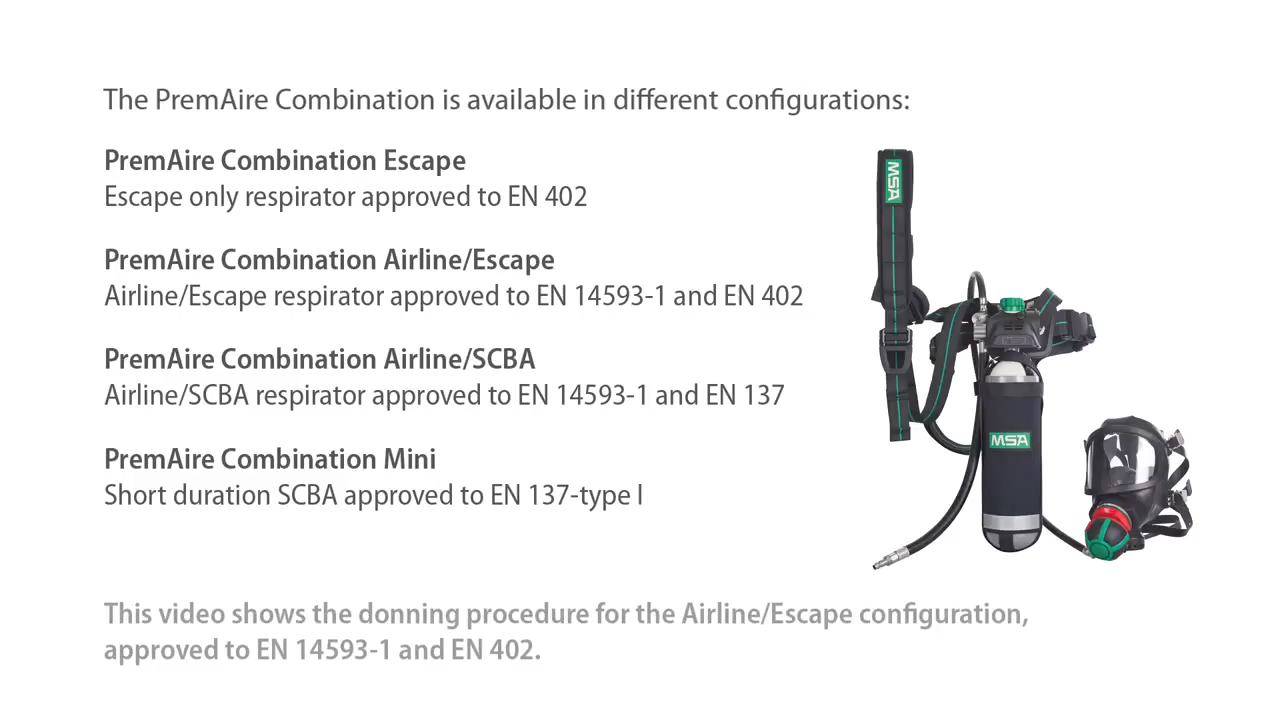 The PremAire Combination is available in different configurations:
PremAire Combination Escape
Escape only respirator approved to EN 402
PremAire Combination Airline/Escape
Airline/Escape respirator approved to EN 14593-1 and EN 402
PremAire Combination Airline/SCBA
Airline/SCBA respirator approved to EN 14593-1 and EN 137
PremAire Combination Mini
Short duration SCBA approved to EN 137-type I
MSA
MSA
This video shows the donning procedure for the Airline/Escape configuration,
approved to EN 14593-1 and EN 402.